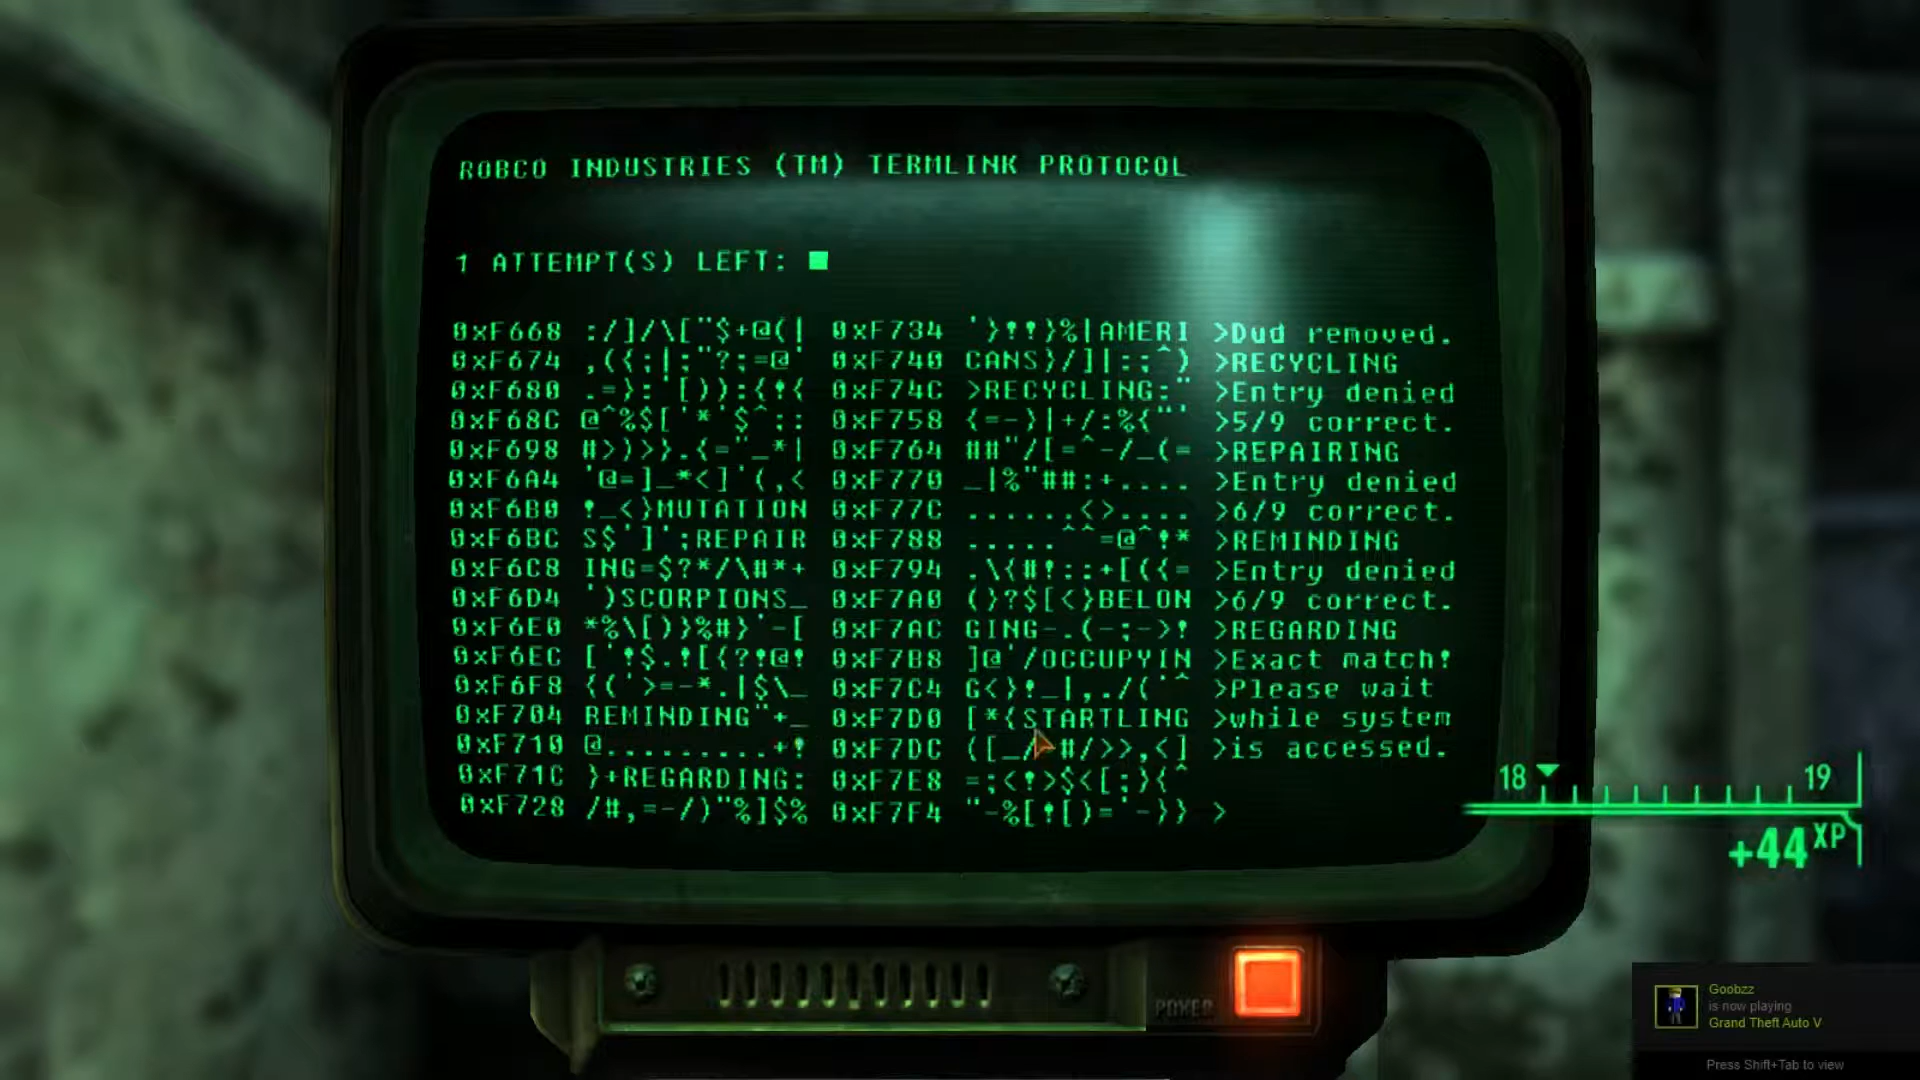 ROBCO INDUSTRIES (TM) TERMLINK PROTOCOL
1 ATTEMPT(S) LEFT: ■
0xF668 :/]/\["$+@(| 0xF734 '}!!}%|AMERI >Dud removed.
0xF674 ,({;|;"?;=@' 0xF740 CANS}/]|:;^) >RECYCLING
0xF680 .=}:'[)):{!{ 0xF74C >RECYCLING:" >Entry denied
0xF68C @^%$['*'$^:: 0xF758 {=-}|+/:%{"' >5/9 correct.
0xF698 #>)>}.{="_*| 0xF764 ##"/[=^-/_(= >REPAIRING
0xF6A4 '@=]_*<]'(,< 0xF770 _|%"##:+.... >Entry denied
0xF6B0 !_<}MUTATION 0xF77C ......<>.... >6/9 correct.
0xF6BC S$']';REPAIR 0xF788 .....^^=@^!* >REMINDING
0xF6C8 ING=$?*/\#*+ 0xF794 .\{#!::+[({= >Entry denied
0xF6D4 ')SCORPIONS_ 0xF7A0 (}?$[<}BELON >6/9 correct.
0xF6E0 *%\[)}%#}'-[ 0xF7AC GING-.(-;->! >REGARDING
0xF6EC ['!$.![{?!@! 0xF7B8 ]@'/OCCUPYIN >Exact match!
0xF6F8 {('>=-*.|$\_ 0xF7C4 G<}!_|,./('^ >Please wait
0xF704 REMINDING"+_ 0xF7D0 [*{STARTLING >while system
0xF710 @.........+! 0xF7DC ([_/ #/>>,<] >is accessed.
0xF71C }+REGARDING: 0xF7E8 =;<!>$<[;}{^
0xF728 /#,=-/)"%]$% 0xF7F4 "-%[![)='-}} >
18 19
+44 XP
POWER
Goobzz
is now playing
Grand Theft Auto V
Press Shift+Tab to view